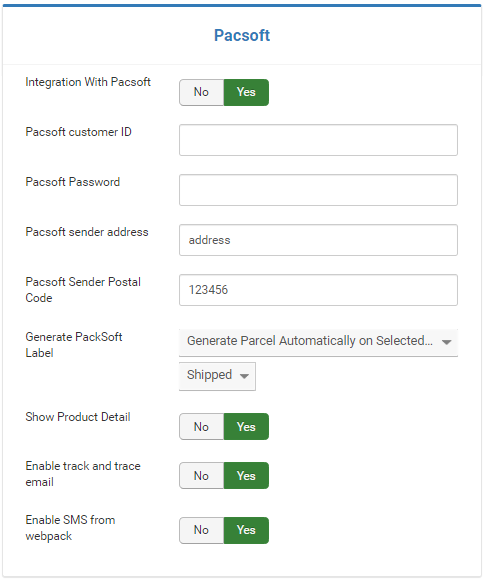 Pacsoft
Integration With Pacsoft
No Yes
Pacsoft customer ID
Pacsoft Password
Pacsoft sender address
address
Pacsoft Sender Postal
Code
123456
Generate PackSoft
Label
Generate Parcel Automatically on Selected...
Shipped
Show Product Detail
No Yes
Enable track and trace
email
No Yes
Enable SMS from
webpack
No Yes